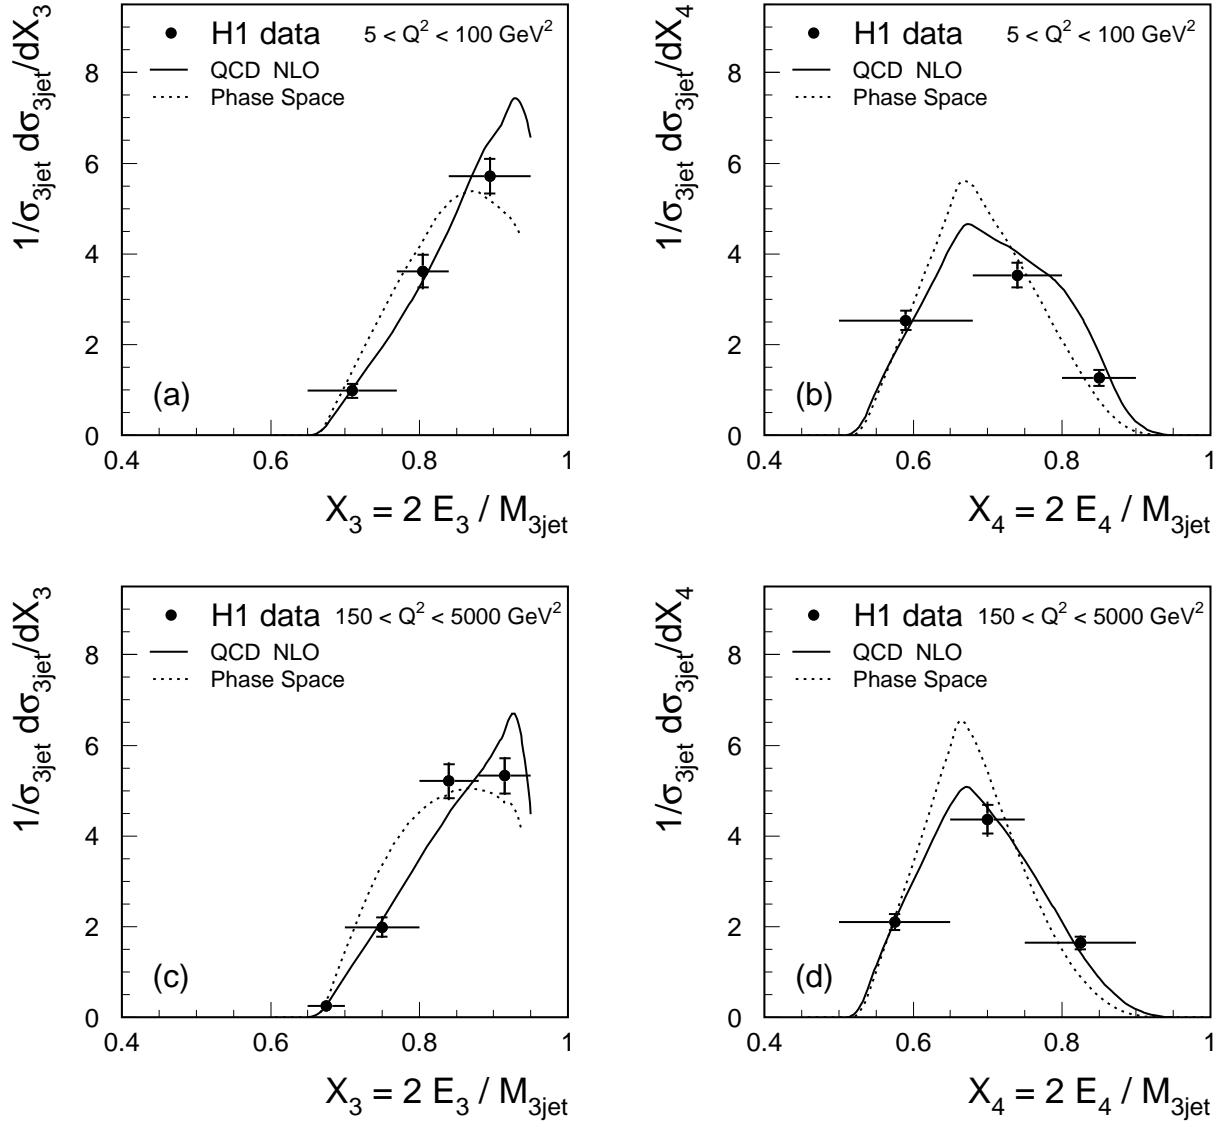 1/σ3jet dσ3jet/dX3
H1 data 5 < Q² < 100 GeV²
QCD NLO
Phase Space
8
6
4
2
0
(a)
0.4 0.6 0.8 1
X3 = 2 E3 / M3jet
1/σ3jet dσ3jet/dX4
H1 data 5 < Q² < 100 GeV²
QCD NLO
Phase Space
8
6
4
2
0
(b)
0.4 0.6 0.8 1
X4 = 2 E4 / M3jet
1/σ3jet dσ3jet/dX3
H1 data 150 < Q² < 5000 GeV²
QCD NLO
Phase Space
8
6
4
2
0
(c)
0.4 0.6 0.8 1
X3 = 2 E3 / M3jet
1/σ3jet dσ3jet/dX4
H1 data 150 < Q² < 5000 GeV²
QCD NLO
Phase Space
8
6
4
2
0
(d)
0.4 0.6 0.8 1
X4 = 2 E4 / M3jet